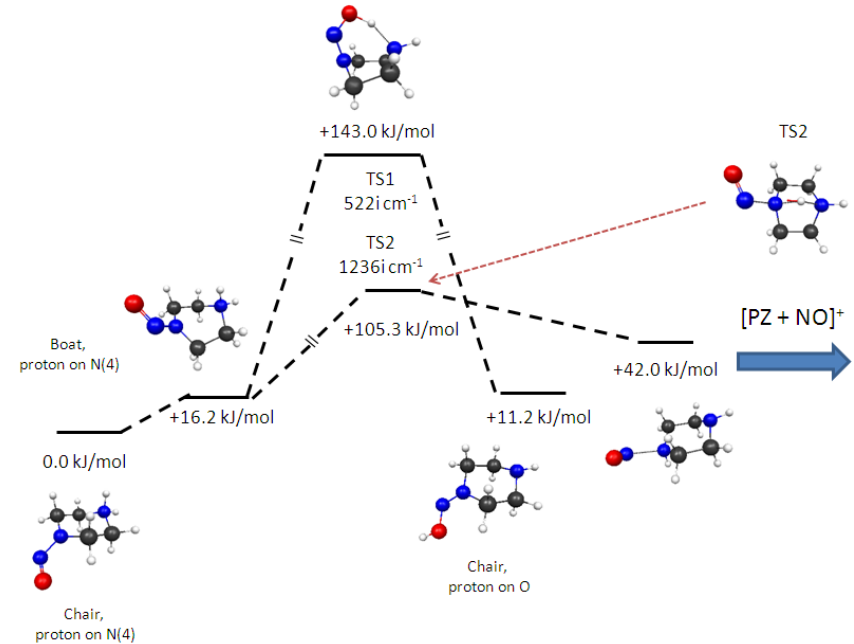 +143.0 kJ/mol
TS1
522i cm⁻¹
TS2
1236i cm⁻¹
+105.3 kJ/mol
TS2
[PZ + NO]⁺
Boat,
proton on N(4)
+16.2 kJ/mol
0.0 kJ/mol
Chair,
proton on N(4)
+11.2 kJ/mol
Chair,
proton on O
+42.0 kJ/mol